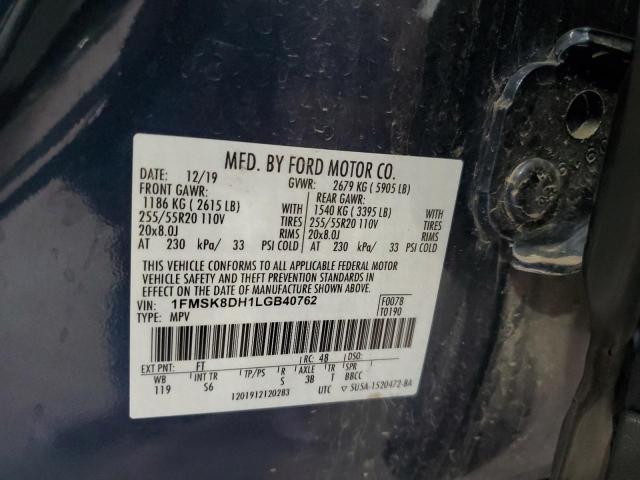 MFD. BY FORD MOTOR CO.
DATE: 12/19 GVWR: 2679 KG ( 5905 LB)
FRONT GAWR: REAR GAWR:
1186 KG ( 2615 LB) WITH 1540 KG ( 3395 LB) WITH
255/55R20 110V TIRES 255/55R20 110V TIRES
20x8.0J RIMS 20x8.0J RIMS
AT 230 kPa/ 33 PSI COLD AT 230 kPa/ 33 PSI COLD
THIS VEHICLE CONFORMS TO ALL APPLICABLE FEDERAL MOTOR
VEHICLE SAFETY AND THEFT PREVENTION STANDARDS IN
EFFECT ON THE DATE OF MANUFACTURE SHOWN ABOVE.
VIN: 1FMSK8DH1LGB40762 F0078
TYPE: MPV T0190
EXT PNT: FT RC: 48 DSO:
WB INT TR TP/PS R AXLE TR SPR
119 S6 S 38 T BBCC
1201912120283 UTC ▽ 5U5A-1520472-BA